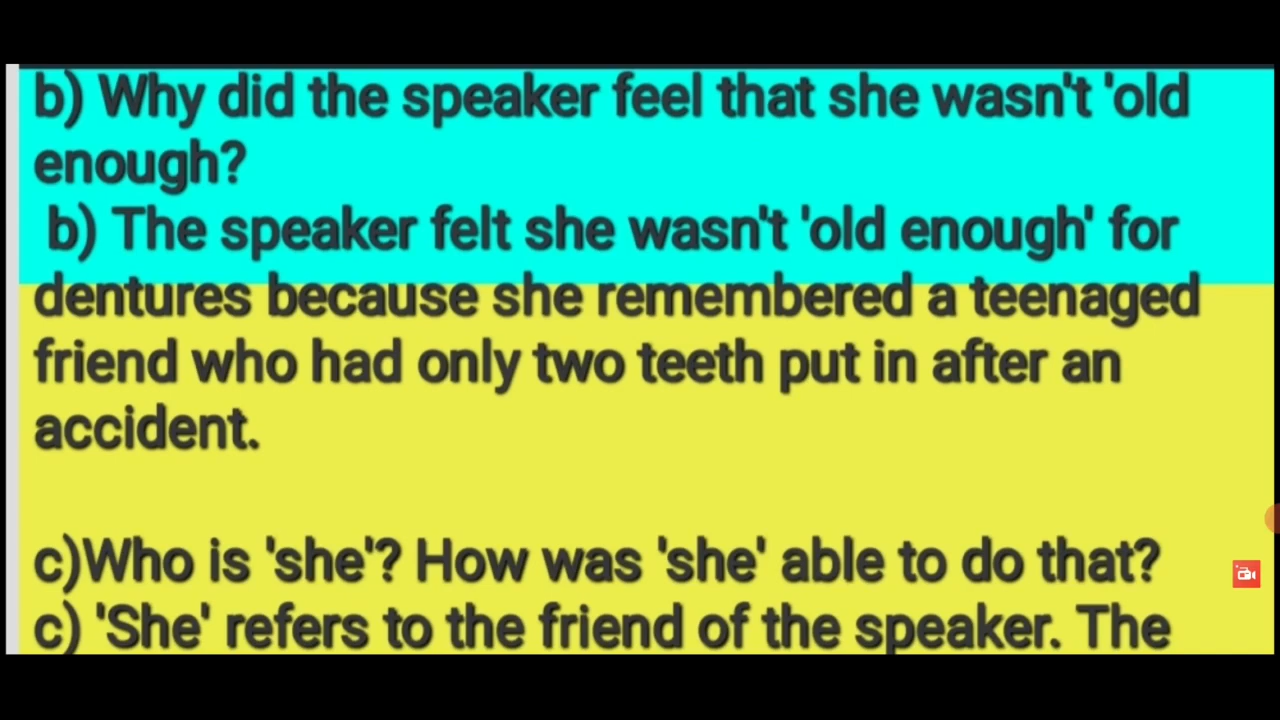 b) Why did the speaker feel that she wasn't 'old
enough?
b) The speaker felt she wasn't 'old enough' for
dentures because she remembered a teenaged
friend who had only two teeth put in after an
accident.
c)Who is 'she'? How was 'she' able to do that?
c) 'She' refers to the friend of the speaker. The